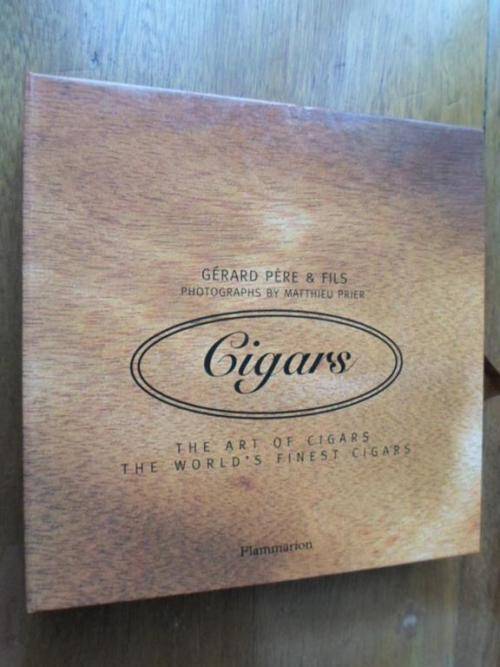 GÉRARD PÈRE & FILS
PHOTOGRAPHS BY MATTHIEU PRIER
Cigars
THE ART OF CIGARS
THE WORLD'S FINEST CIGARS
Flammarion